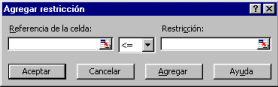 Agregar restricción
Referencia de la celda: Restricción:
<=
Aceptar Cancelar Agregar Ayuda